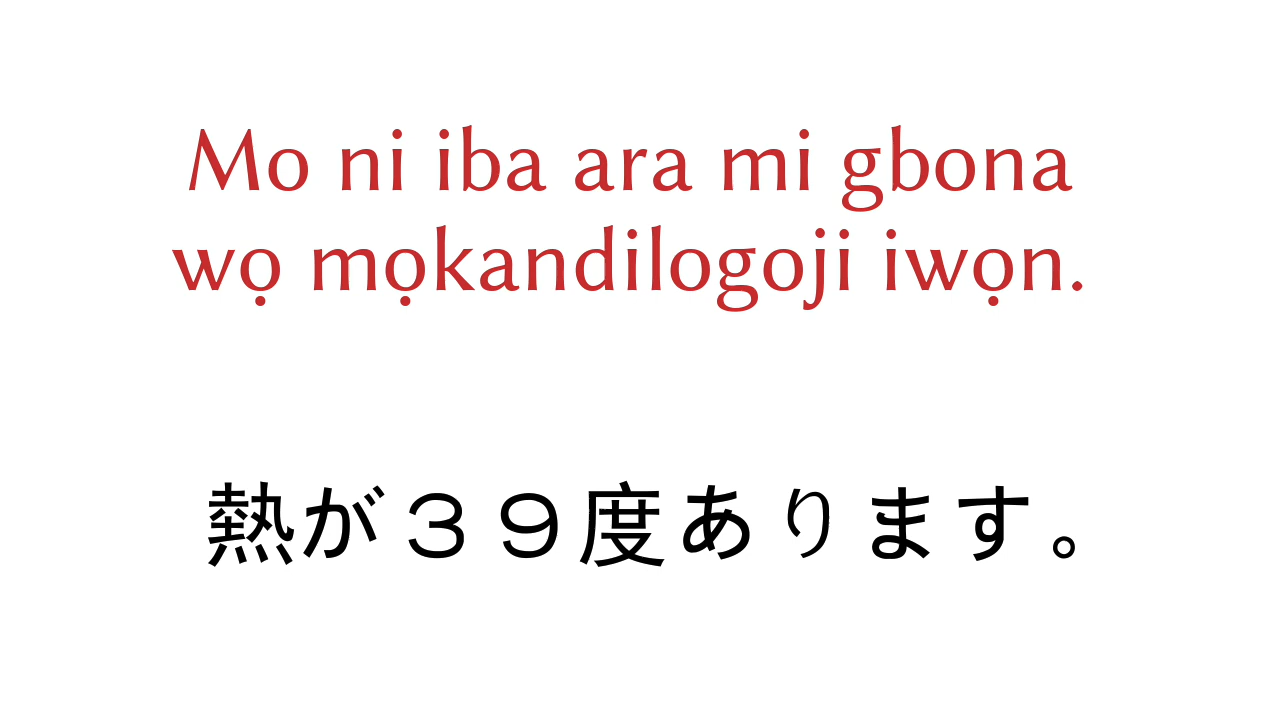 Mo ni iba ara mi gbona
wọ mọkandilogoji iwọn.
熱が３９度あります。